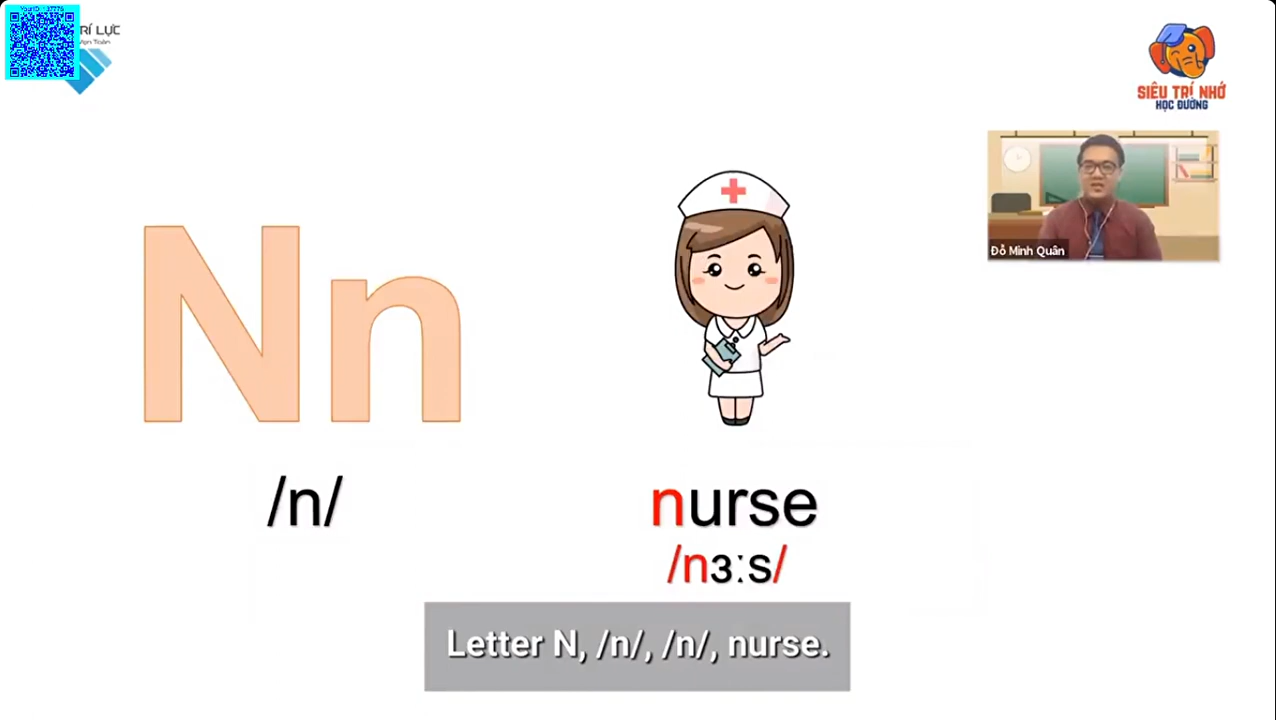 RÍ LỰC
SIÊU TRÍ NHỚ
HỌC ĐƯỜNG
Đỗ Minh Quân
Nn
/n/
nurse
/nɜːs/
Letter N, /n/, /n/, nurse.